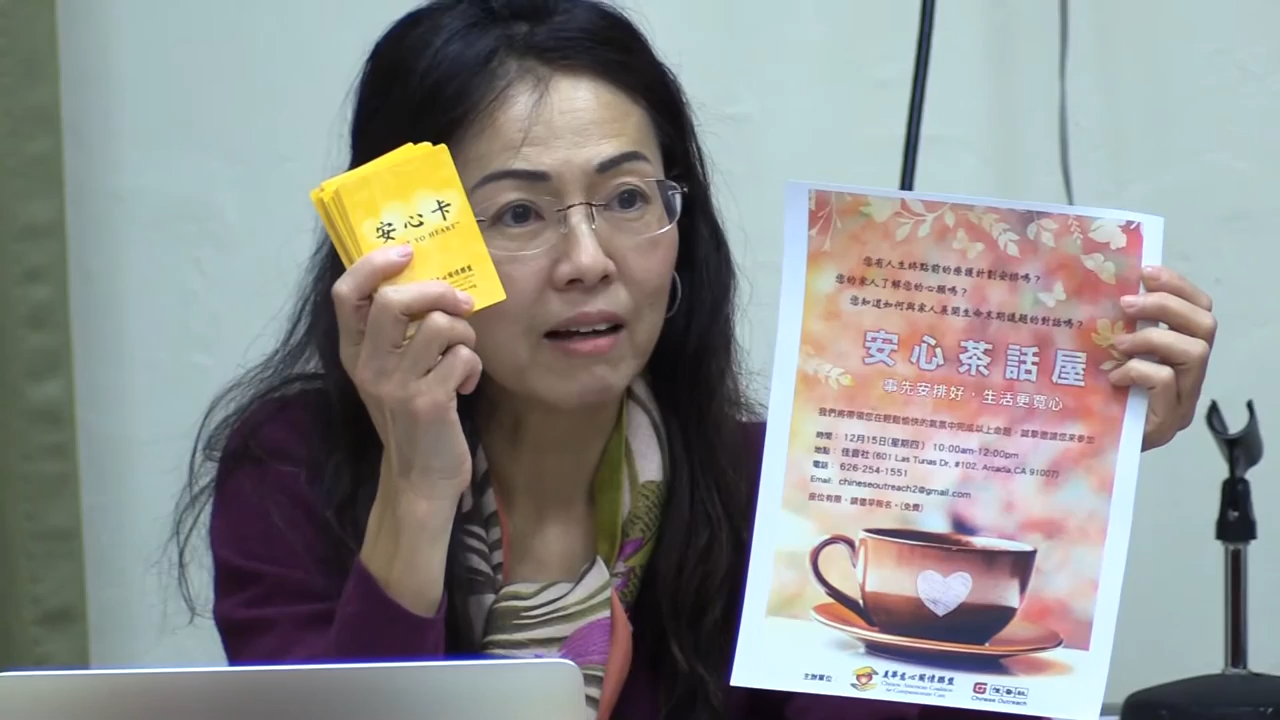 安心卡
TO HEART™
您有人生終點前的療護計劃安排嗎?
您的家人了解您的心願嗎?
您知道如何與家人展開生命末期議題的對話嗎?
安心茶話屋
事先安排好,生活更寬心
我們將帶領您在輕鬆愉快的氣氛中完成以上命題,誠摯邀請您來參加
時間: 12月15日(星期四) 10:00am-12:00pm
地點: 佳音社 (601 Las Tunas Dr, #102, Arcadia,CA 91007)
電話: 626-254-1551
Email: chineseoutreach2@gmail.com
座位有限,請儘早報名。(免費)
主辦單位:
美華慈心關懷聯盟
Chinese American Coalition
for Compassionate Care
佳音社
Chinese Outreach